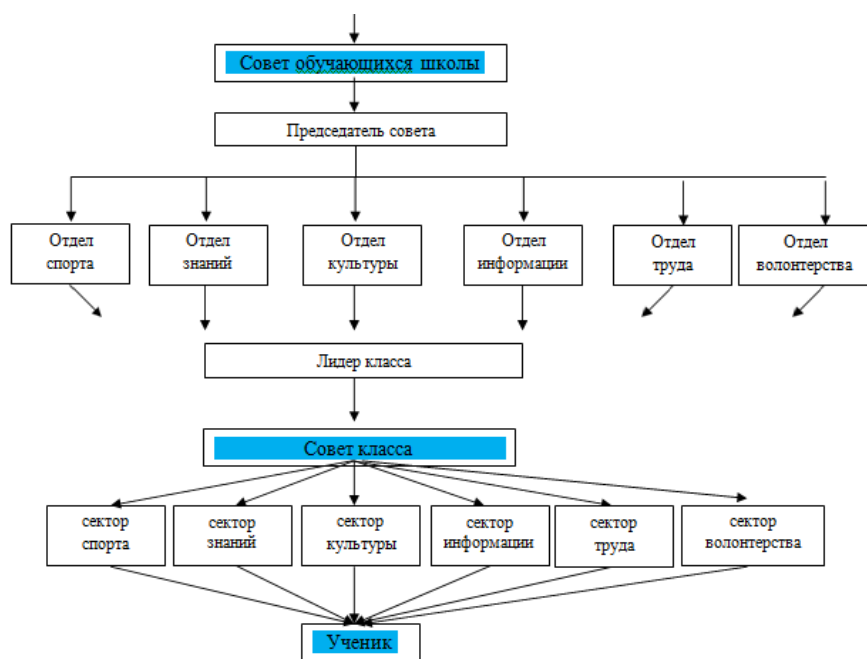 Совет обучающихся школы
Председатель совета
Отдел
спорта
Отдел
знаний
Отдел
культуры
Отдел
информации
Отдел
труда
Отдел
волонтерства
Лидер класса
Совет класса
сектор
спорта
сектор
знаний
сектор
культуры
сектор
информации
сектор
труда
сектор
волонтерства
Ученик